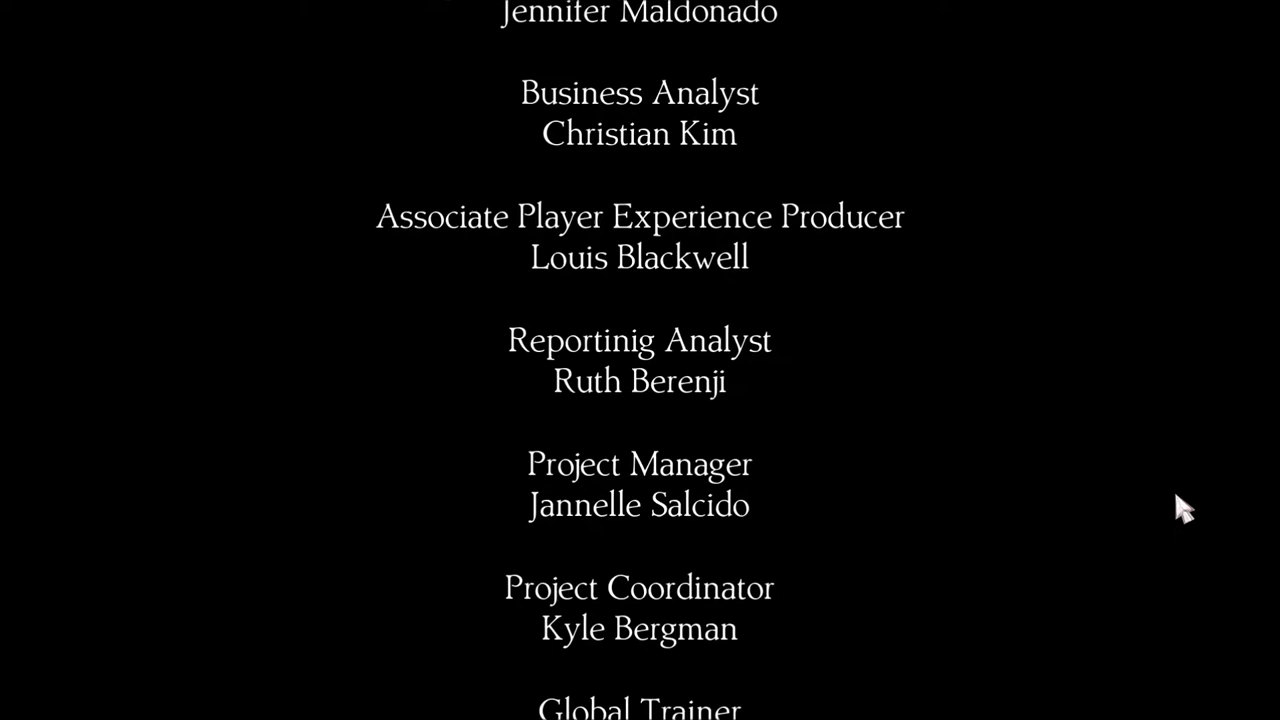 Jennifer Maldonado
Business Analyst
Christian Kim
Associate Player Experience Producer
Louis Blackwell
Reportinig Analyst
Ruth Berenji
Project Manager
Jannelle Salcido
Project Coordinator
Kyle Bergman
Global Trainer